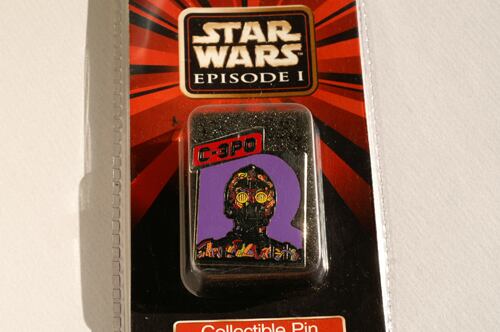 STAR
WARS
EPISODE I
C-3PO
Collectible Pin